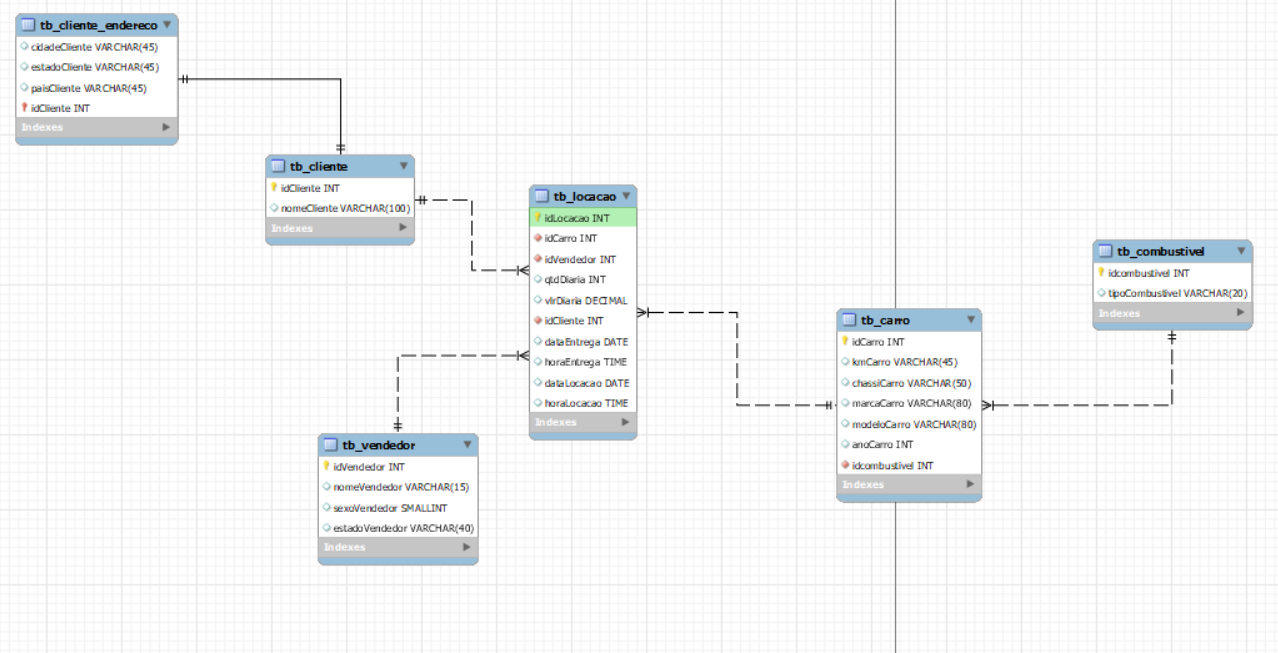 tb_cliente_endereco
cidadeCliente VARCHAR(45)
estadoCliente VARCHAR(45)
paisCliente VARCHAR(45)
idCliente INT
Indexes
tb_cliente
idCliente INT
nomeCliente VARCHAR(100)
Indexes
tb_locacao
idLocacao INT
idCarro INT
idVendedor INT
qtdDiaria INT
vlrDiaria DECIMAL
idCliente INT
dataEntrega DATE
horaEntrega TIME
dataLocacao DATE
horaLocacao TIME
Indexes
tb_vendedor
idVendedor INT
nomeVendedor VARCHAR(15)
sexoVendedor SMALLINT
estadoVendedor VARCHAR(40)
Indexes
tb_carro
idCarro INT
kmCarro VARCHAR(45)
chassiCarro VARCHAR(50)
marcaCarro VARCHAR(80)
modeloCarro VARCHAR(80)
anoCarro INT
idcombustivel INT
Indexes
tb_combustivel
idcombustivel INT
tipoCombustivel VARCHAR(20)
Indexes